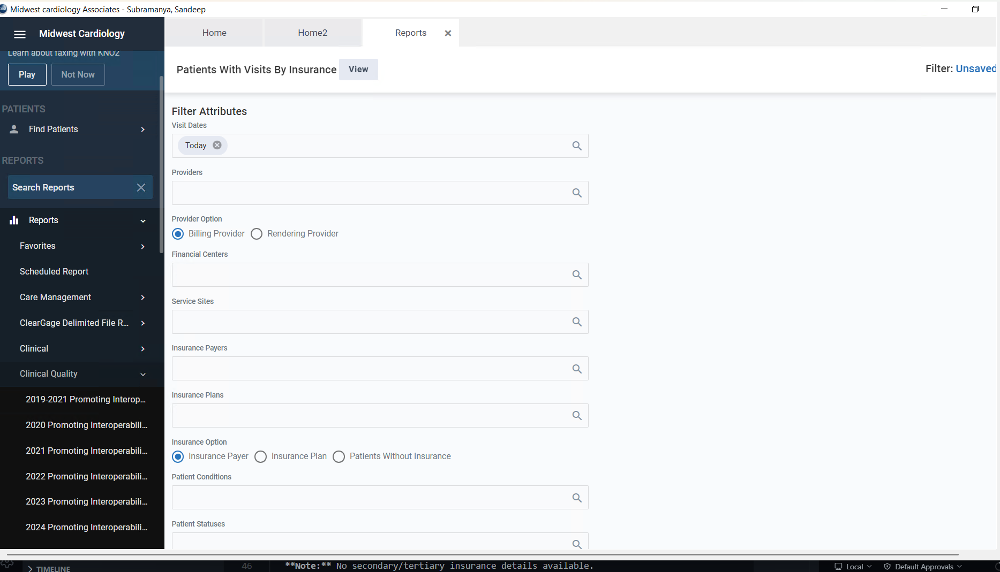 Midwest cardiology Associates - Subramanya, Sandeep
Midwest Cardiology
Learn about faxing with KNO2
Play
Not Now
PATIENTS
Find Patients
REPORTS
Search Reports
Reports
Favorites
Scheduled Report
Care Management
ClearGage Delimited File R...
Clinical
Clinical Quality
2019-2021 Promoting Interop...
2020 Promoting Interoperabili...
2021 Promoting Interoperabili...
2022 Promoting Interoperabili...
2023 Promoting Interoperabili...
2024 Promoting Interoperabili...
Home
Home2
Reports
Patients With Visits By Insurance
View
Filter: Unsaved
Filter Attributes
Visit Dates
Today
Providers
Provider Option
Billing Provider
Rendering Provider
Financial Centers
Service Sites
Insurance Payers
Insurance Plans
Insurance Option
Insurance Payer
Insurance Plan
Patients Without Insurance
Patient Conditions
Patient Statuses
TIMELINE
46
**Note:** No secondary/tertiary insurance details available.
Local
Default Approvals